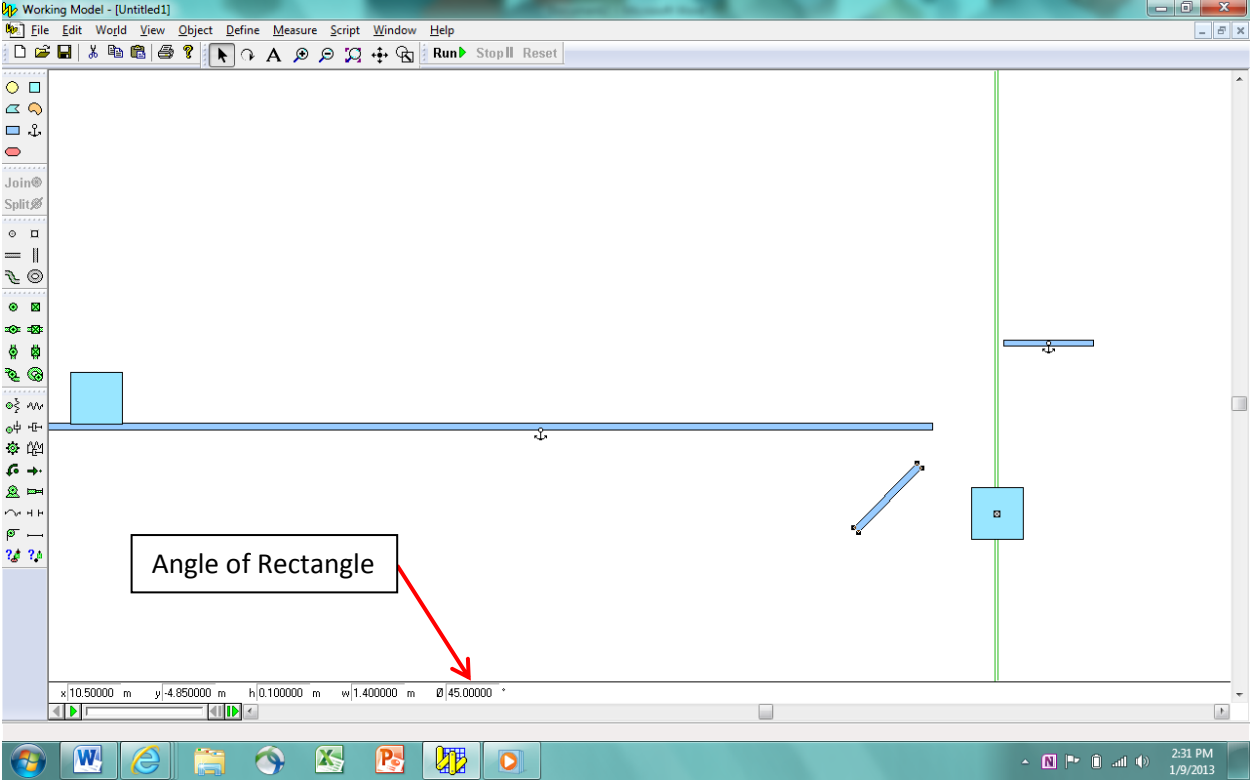 Working Model - [Untitled1]
File Edit World View Object Define Measure Script Window Help
A Run Stop Reset
Join
Split
Angle of Rectangle
x 10.50000 m y -4.850000 m h 0.100000 m w 1.400000 m Ø 45.00000 °
2:31 PM
1/9/2013